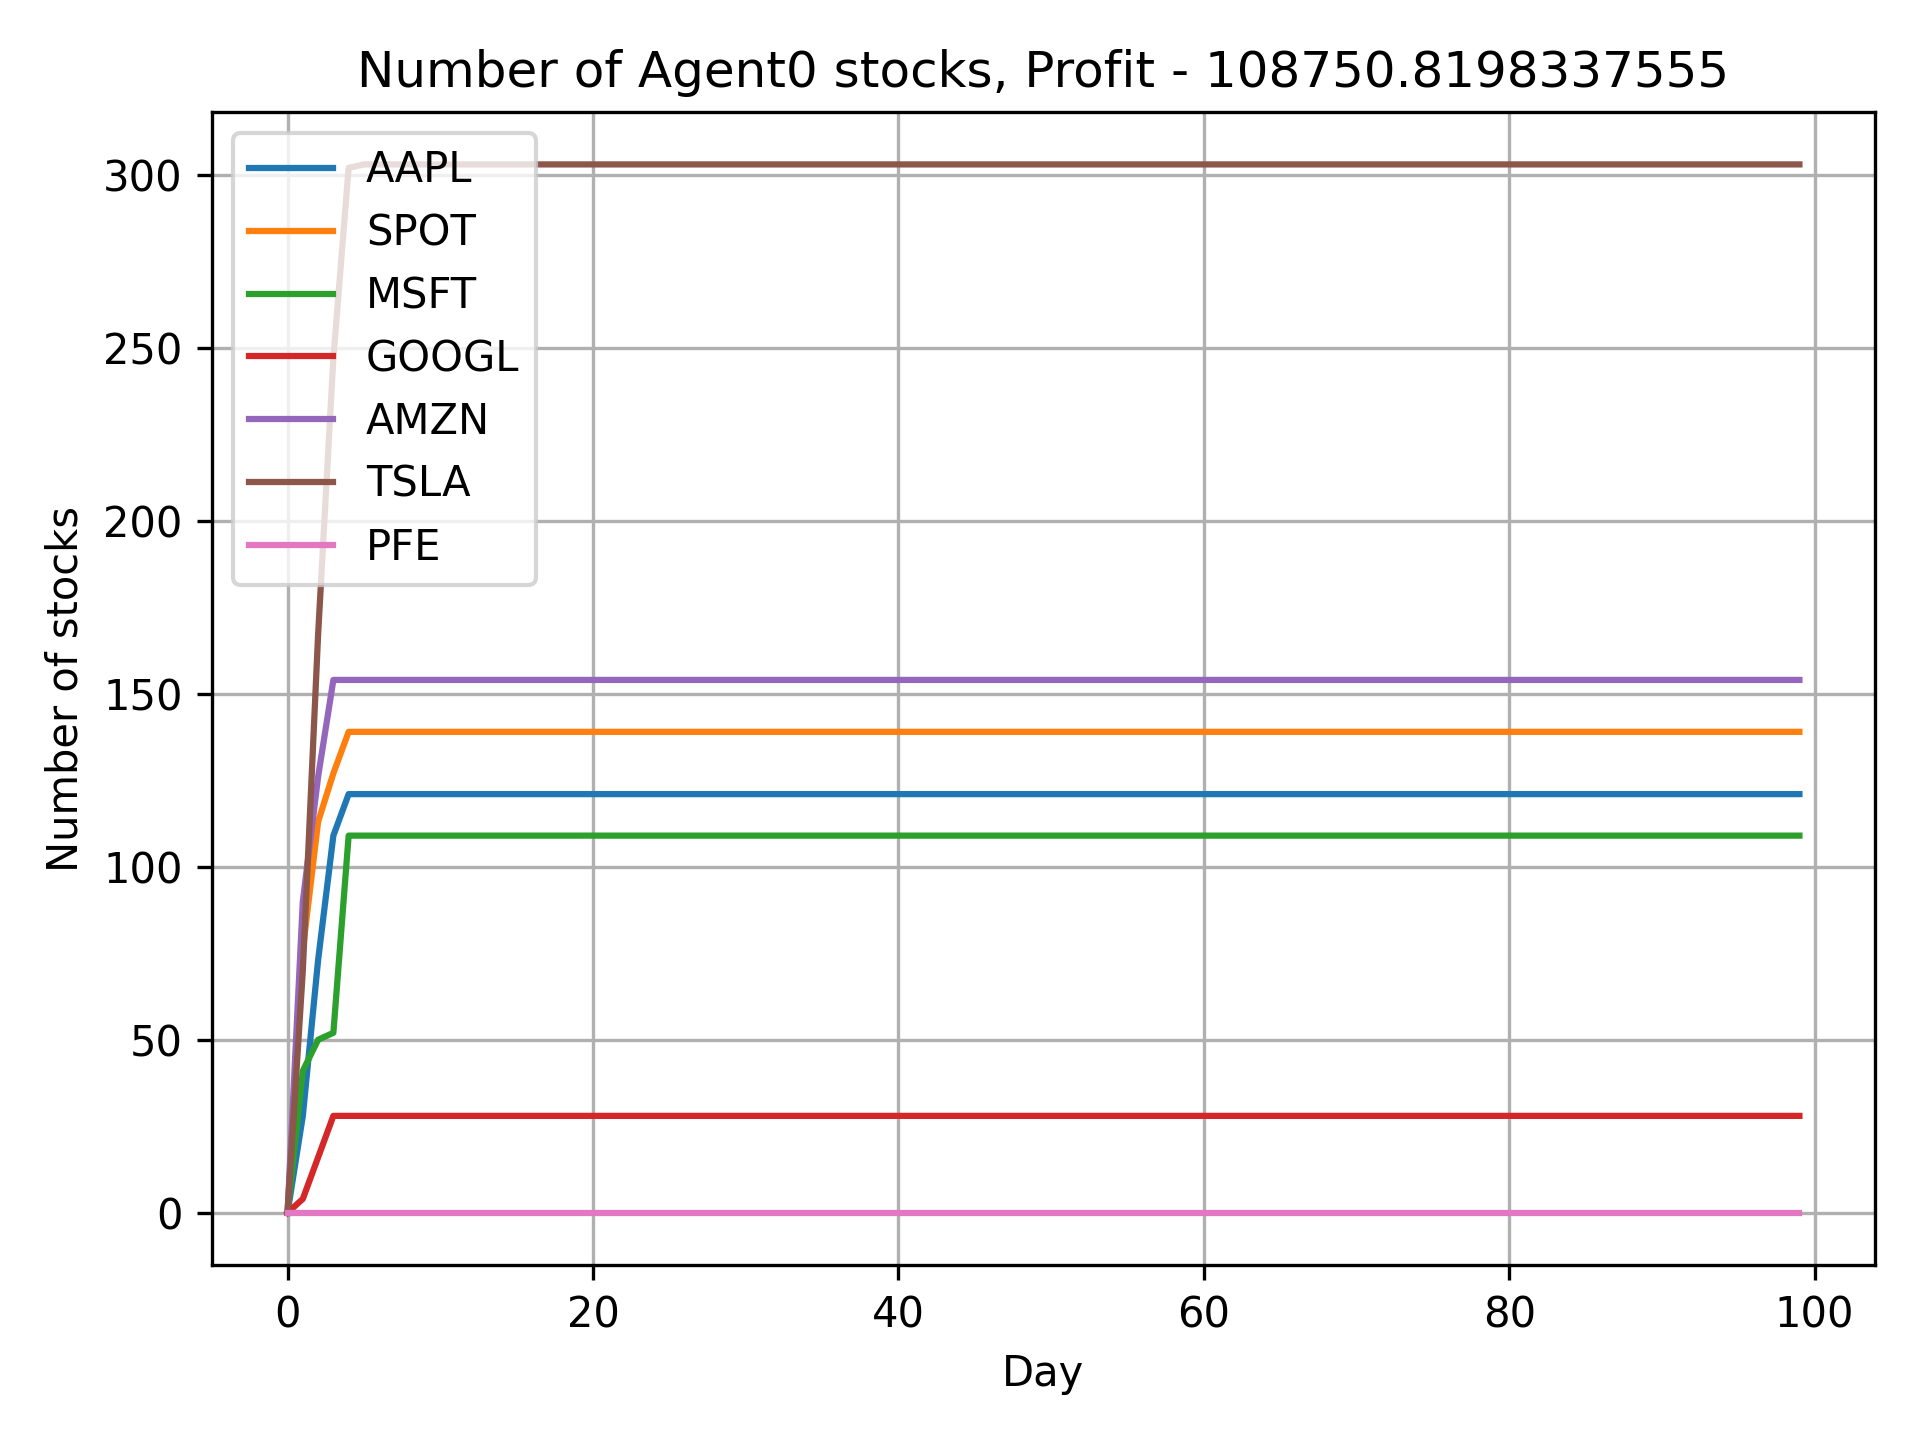 Number of Agent0 stocks, Profit - 108750.8198337555
AAPL
SPOT
MSFT
GOOGL
AMZN
TSLA
PFE
300
250
200
150
100
50
0
Number of stocks
0 20 40 60 80 100
Day